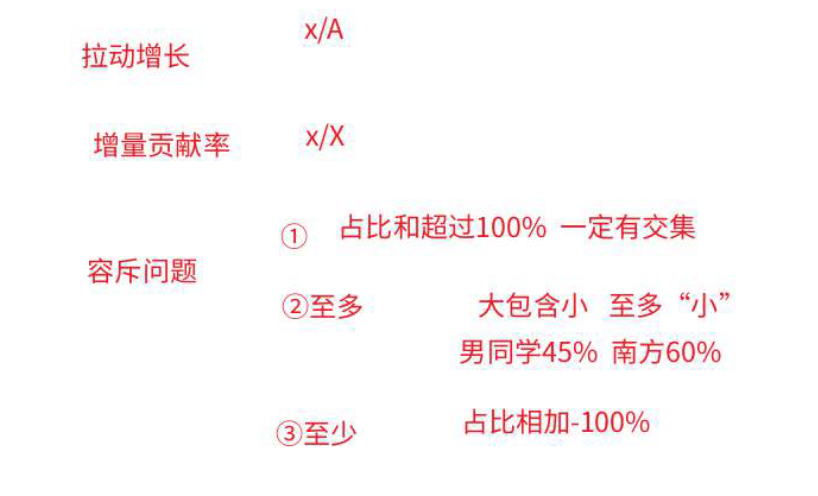 拉动增长 x/A
增量贡献率 x/X
容斥问题 ① 占比和超过100% 一定有交集
②至多 大包含小 至多“小”
男同学45% 南方60%
③至少 占比相加-100%